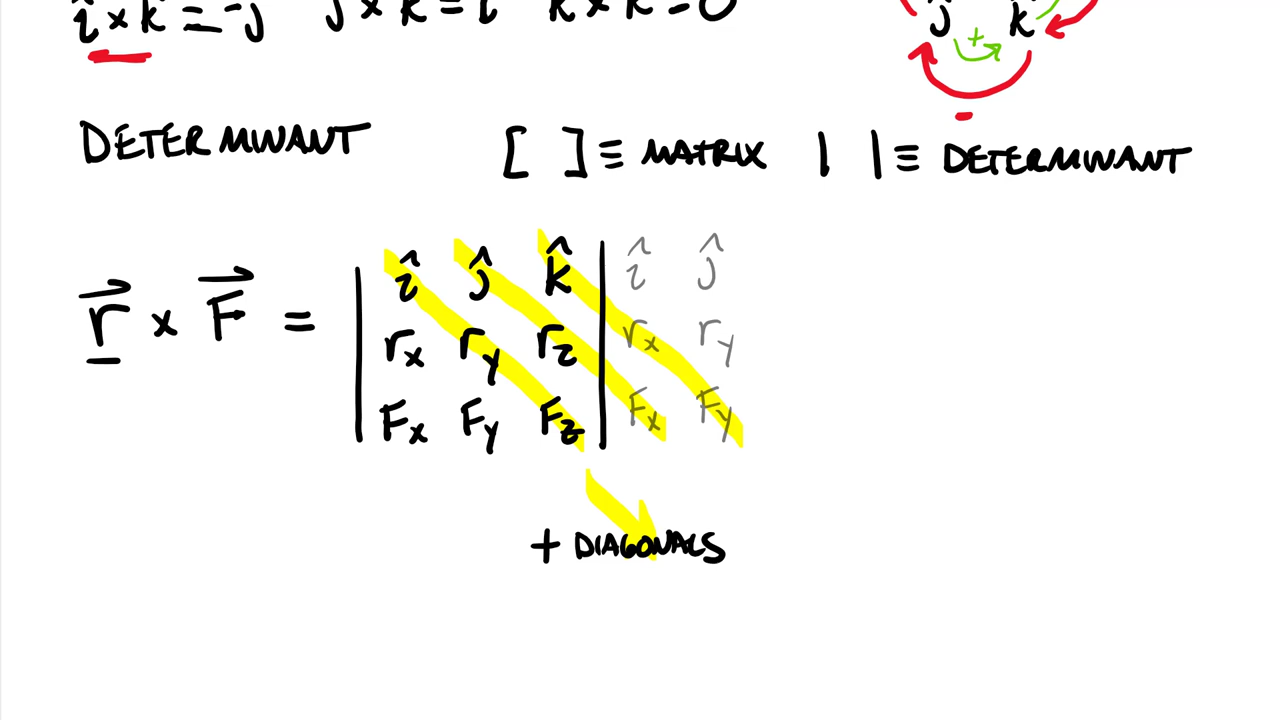 î × k̂ = -ĵ ĵ × k̂ = î k̂ × k̂ = 0
ĵ k̂
+
-
DETERMINANT [ ] ≡ MATRIX | | ≡ DETERMINANT
î ĵ k̂ | î ĵ
r⃗ × F⃗ = | rx ry rz | rx ry
Fx Fy Fz | Fx Fy
+ DIAGONALS